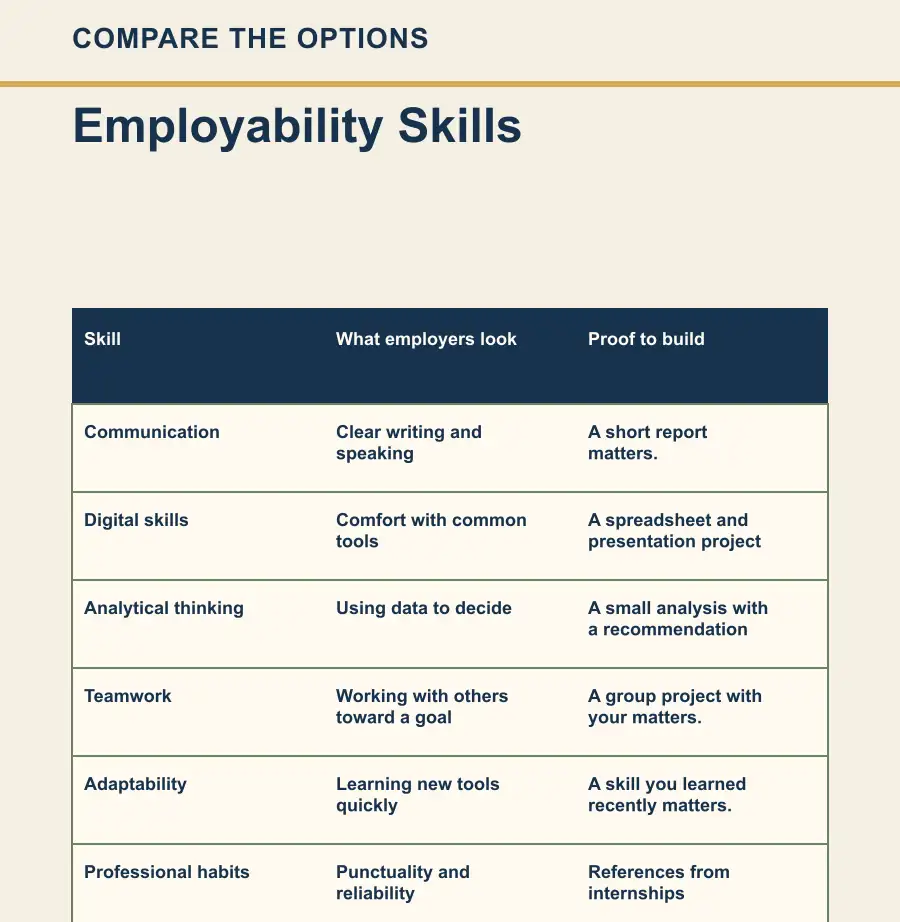 COMPARE THE OPTIONS
Employability Skills
Skill
What employers look
Proof to build
Communication
Clear writing and
speaking
A short report
matters.
Digital skills
Comfort with common
tools
A spreadsheet and
presentation project
Analytical thinking
Using data to decide
A small analysis with
a recommendation
Teamwork
Working with others
toward a goal
A group project with
your matters.
Adaptability
Learning new tools
quickly
A skill you learned
recently matters.
Professional habits
Punctuality and
reliability
References from
internships